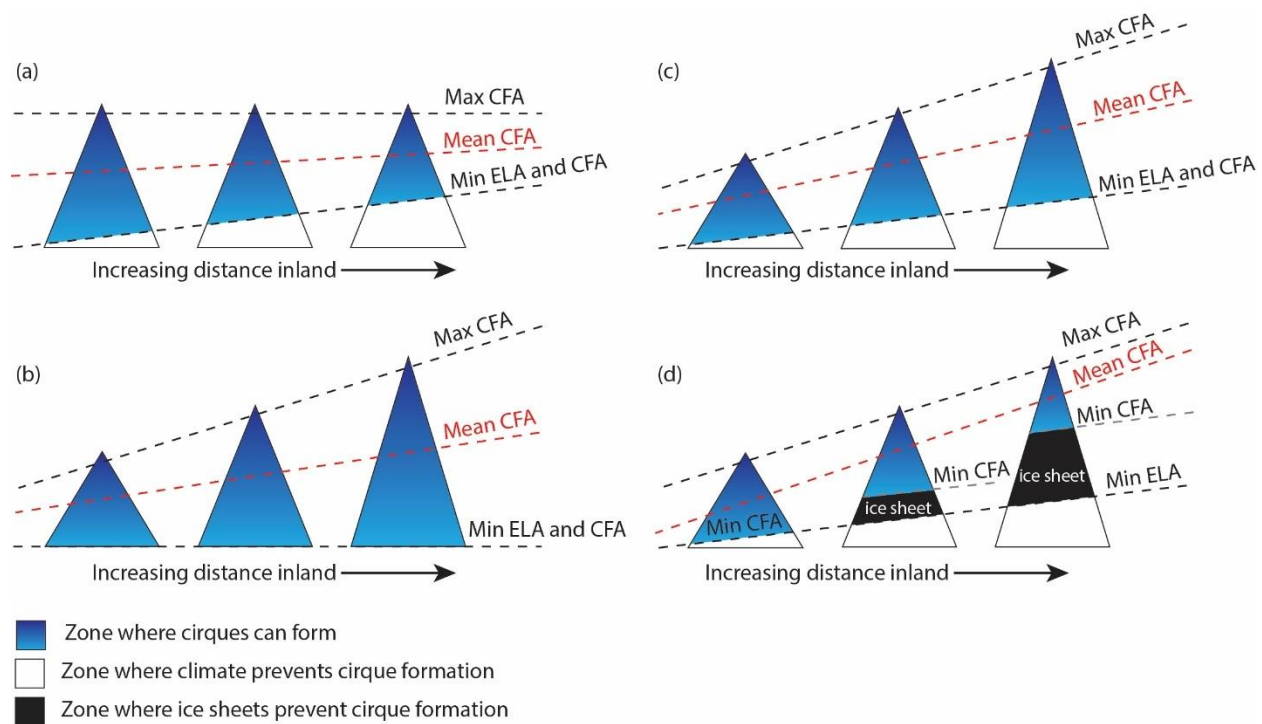 (a)
Max CFA
Mean CFA
Min ELA and CFA
Increasing distance inland
(b)
Max CFA
Mean CFA
Min ELA and CFA
Increasing distance inland
(c)
Max CFA
Mean CFA
Min ELA and CFA
Increasing distance inland
(d)
Max CFA
Mean CFA
Min CFA
Min CFA
Min CFA
ice sheet
ice sheet
Min ELA
Increasing distance inland
Zone where cirques can form
Zone where climate prevents cirque formation
Zone where ice sheets prevent cirque formation